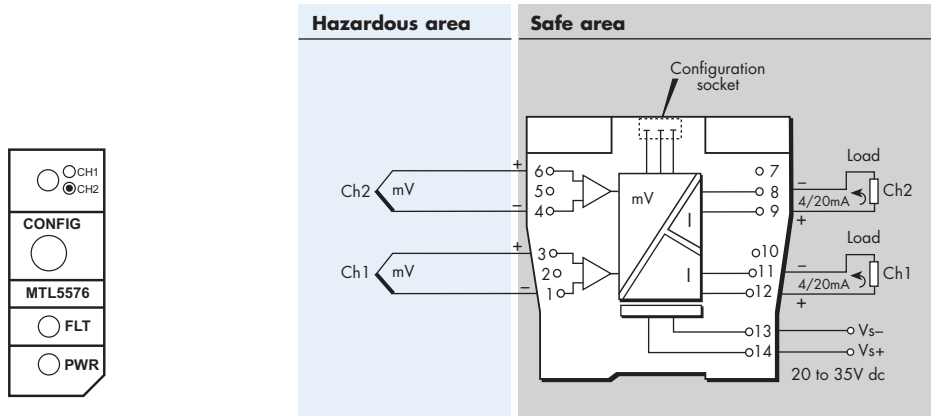 CH1
CH2
CONFIG
MTL5576
FLT
PWR
Hazardous area
Safe area
Configuration
socket
Ch2
mV
+
–
6
5
4
Ch1
mV
+
–
3
2
1
mV
I
I
7
8
9
10
11
12
13
14
Load
–
4/20mA
+
Ch2
Load
–
4/20mA
+
Ch1
Vs–
Vs+
20 to 35V dc